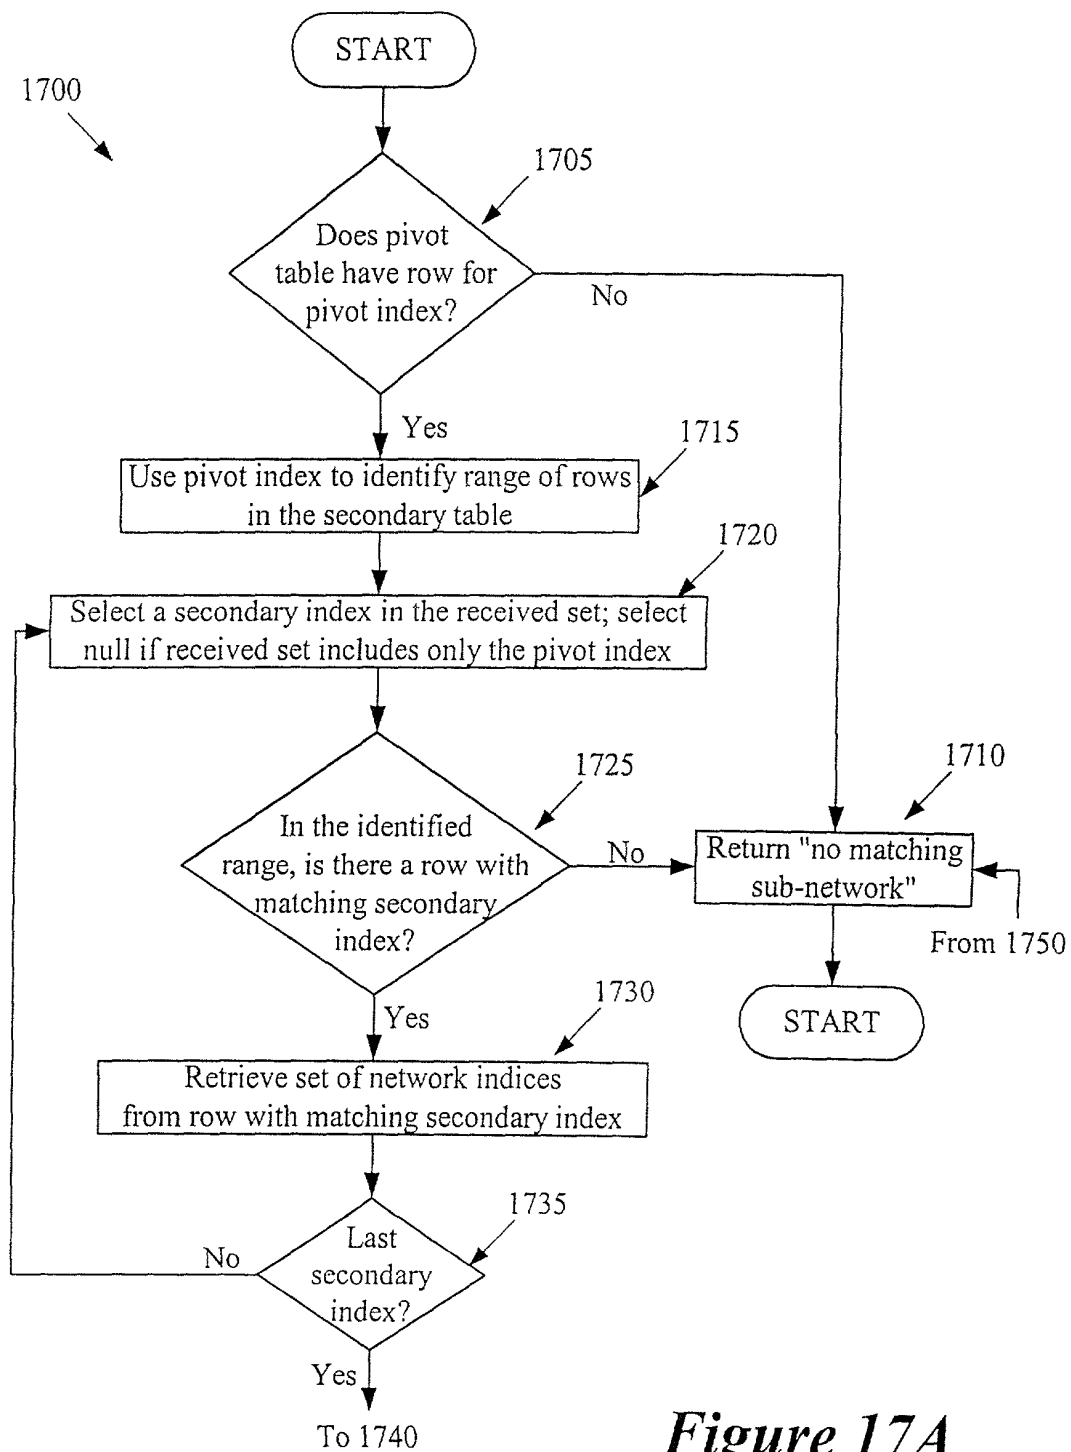 START
1700
1705
Does pivot
table have row for
pivot index?
No
Yes
1715
Use pivot index to identify range of rows
in the secondary table
1720
Select a secondary index in the received set; select
null if received set includes only the pivot index
1725
In the identified
range, is there a row with
matching secondary
index?
No
1710
Return "no matching
sub-network"
From 1750
START
Yes
1730
Retrieve set of network indices
from row with matching secondary index
1735
Last
secondary
index?
No
Yes
To 1740
Figure 17A